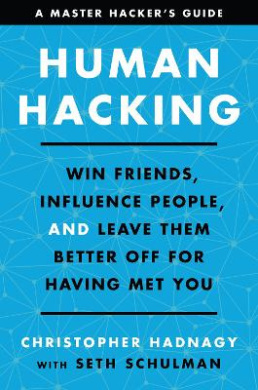 A MASTER HACKER'S GUIDE
HUMAN
HACKING
WIN FRIENDS,
INFLUENCE PEOPLE,
AND LEAVE THEM
BETTER OFF FOR
HAVING MET YOU
CHRISTOPHER HADNAGY
WITH SETH SCHULMAN